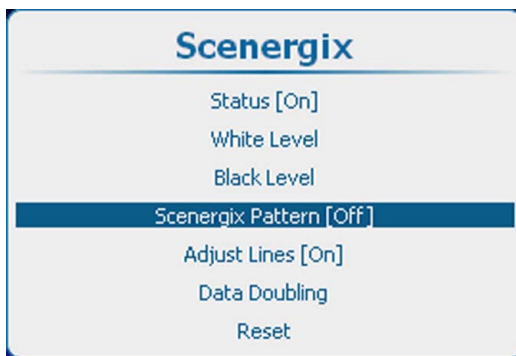 Scenergix
Status [On]
White Level
Black Level
Scenergix Pattern [Off]
Adjust Lines [On]
Data Doubling
Reset